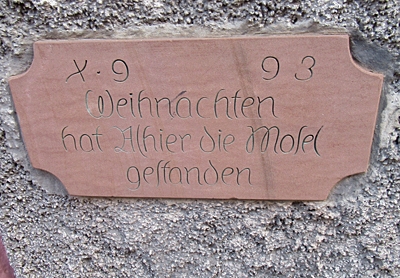 X.9 93
Weihnachten
hat Alhier die Mosel
gestanden